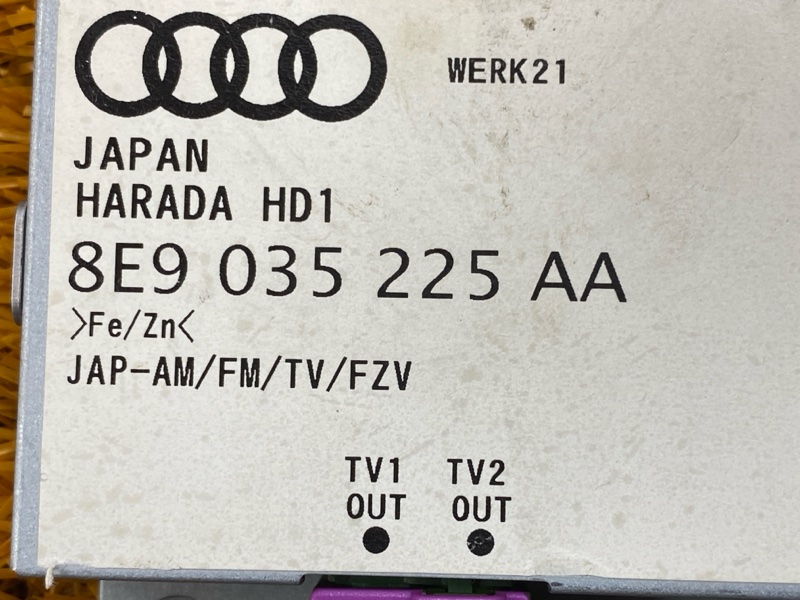 WERK21
JAPAN
HARADA HD1
8E9 035 225 AA
>Fe/Zn<
JAP-AM/FM/TV/FZV
TV1 TV2
OUT OUT